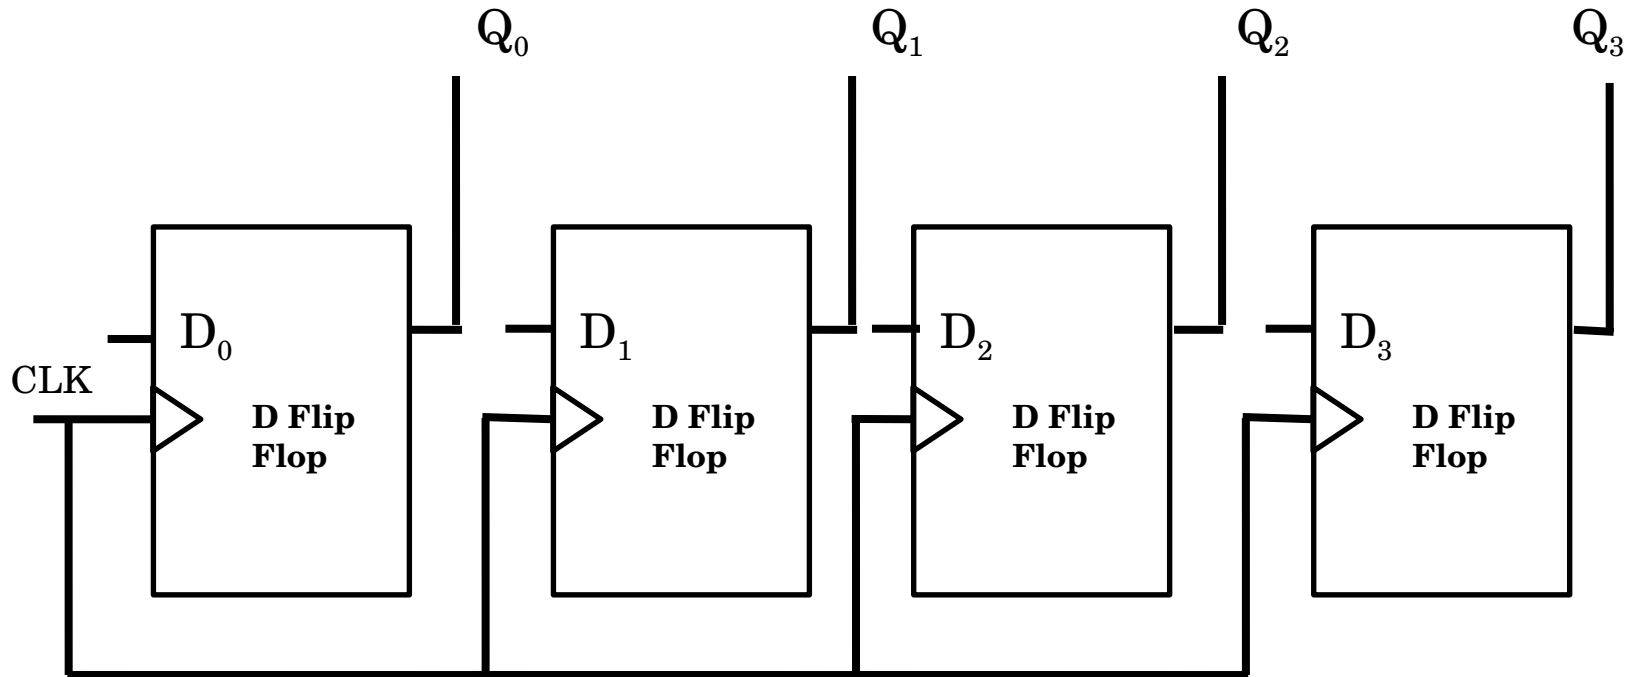 Q₀ Q₁ Q₂ Q₃
D₀ D₁ D₂ D₃
CLK
D Flip D Flip D Flip D Flip
Flop Flop Flop Flop